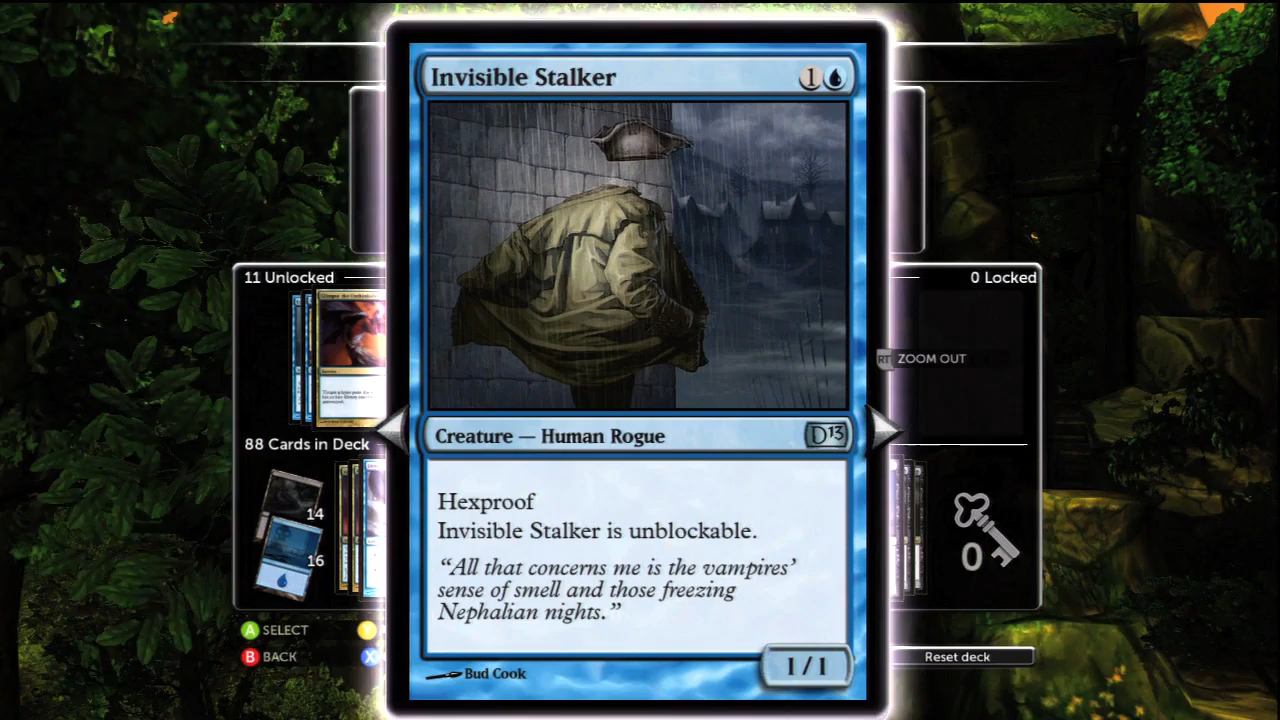 Invisible Stalker 1
11 Unlocked
0 Locked
RT ZOOM OUT
88 Cards in Deck
Creature — Human Rogue D13
14
16
Hexproof
Invisible Stalker is unblockable.
“All that concerns me is the vampires’
sense of smell and those freezing
Nephalian nights.”
0
A SELECT
Y
B BACK
X
Reset deck
1/1
Bud Cook